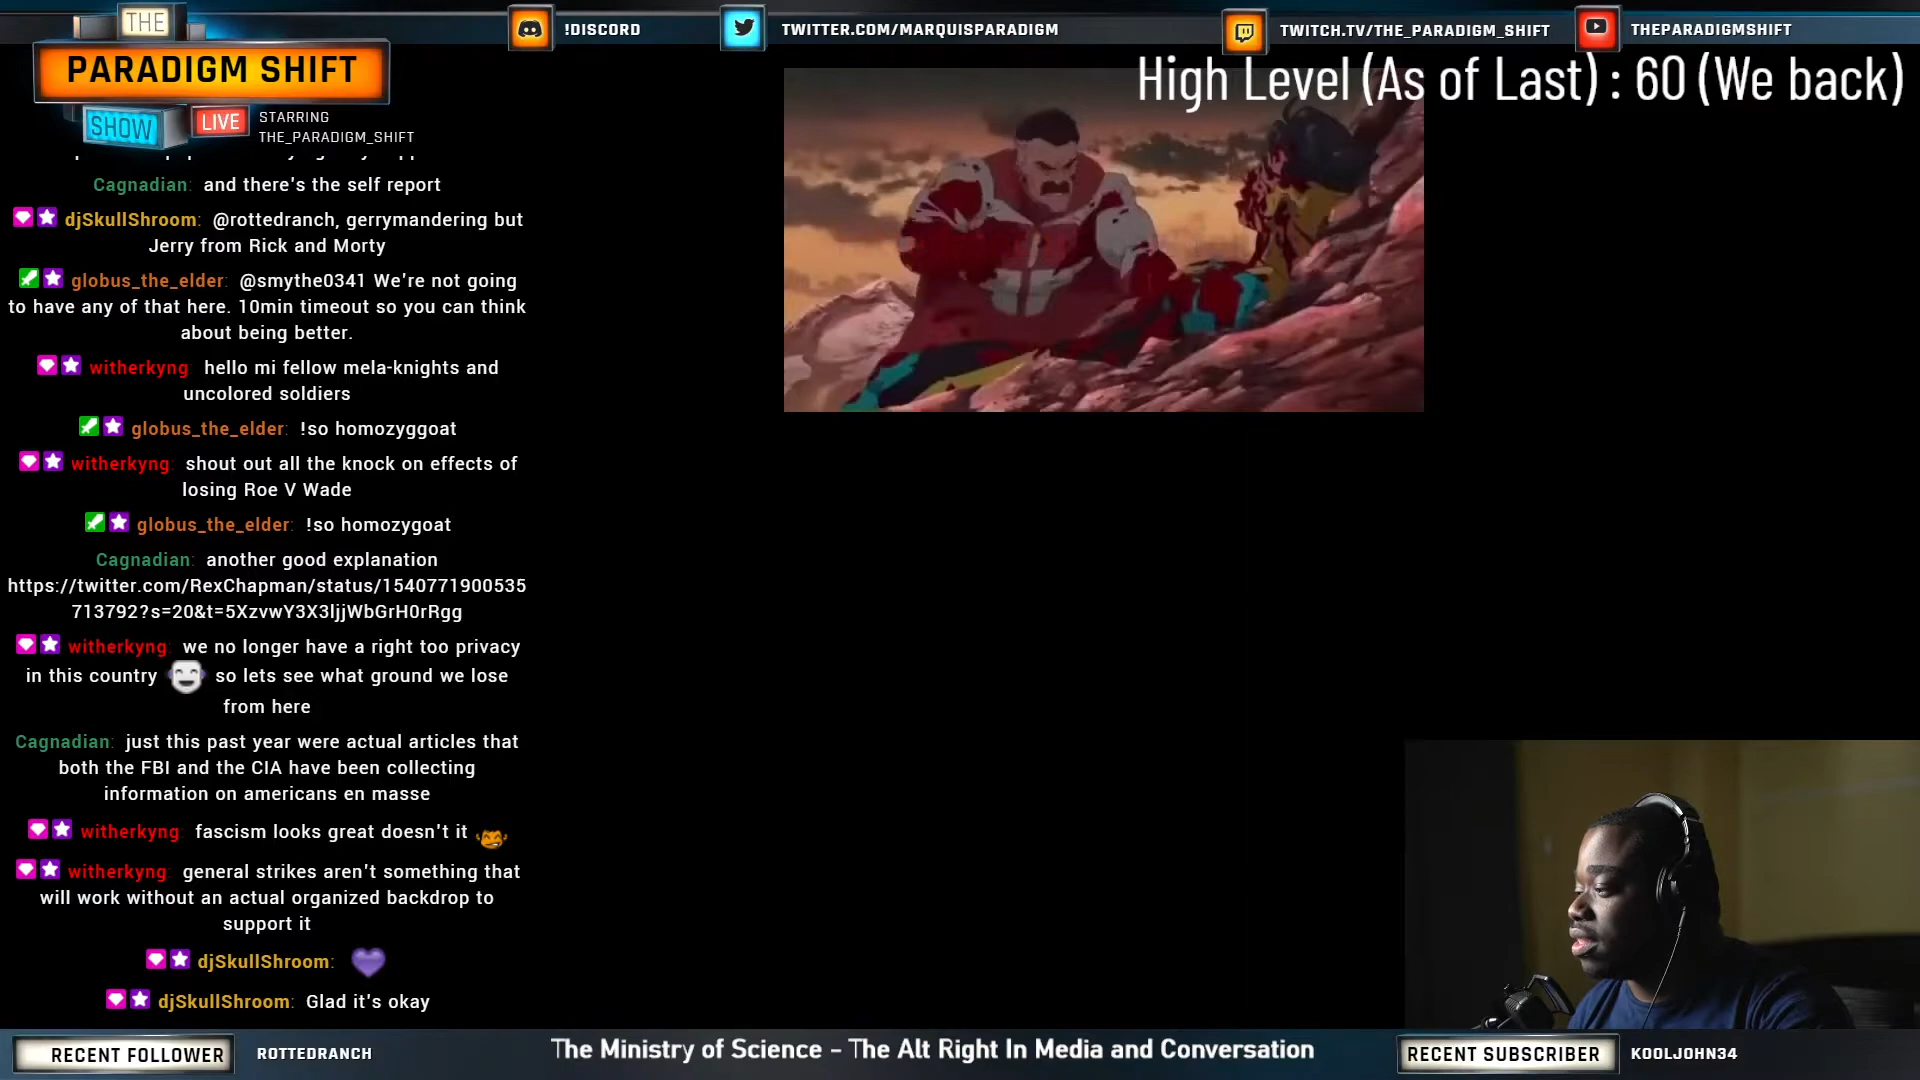 THE
PARADIGM SHIFT
SHOW
LIVE
STARRING
THE_PARADIGM_SHIFT
!DISCORD
TWITTER.COM/MARQUISPARADIGM
TWITCH.TV/THE_PARADIGM_SHIFT
THEPARADIGMSHIFT
High Level (As of Last) : 60 (We back)
Cagnadian: and there's the self report
djSkullShroom: @rottedranch, gerrymandering but
Jerry from Rick and Morty
globus_the_elder: @smythe0341 We're not going
to have any of that here. 10min timeout so you can think
about being better.
witherkyng: hello mi fellow mela-knights and
uncolored soldiers
globus_the_elder: !so homozyggoat
witherkyng: shout out all the knock on effects of
losing Roe V Wade
globus_the_elder: !so homozygoat
Cagnadian: another good explanation
https://twitter.com/RexChapman/status/1540771900535
713792?s=20&t=5XzvwY3X3ljjWbGrH0rRgg
witherkyng: we no longer have a right too privacy
in this country so lets see what ground we lose
from here
Cagnadian: just this past year were actual articles that
both the FBI and the CIA have been collecting
information on americans en masse
witherkyng: fascism looks great doesn't it
witherkyng: general strikes aren't something that
will work without an actual organized backdrop to
support it
djSkullShroom:
djSkullShroom: Glad it's okay
RECENT FOLLOWER
ROTTEDRANCH
The Ministry of Science - The Alt Right In Media and Conversation
RECENT SUBSCRIBER
KOOLJOHN34